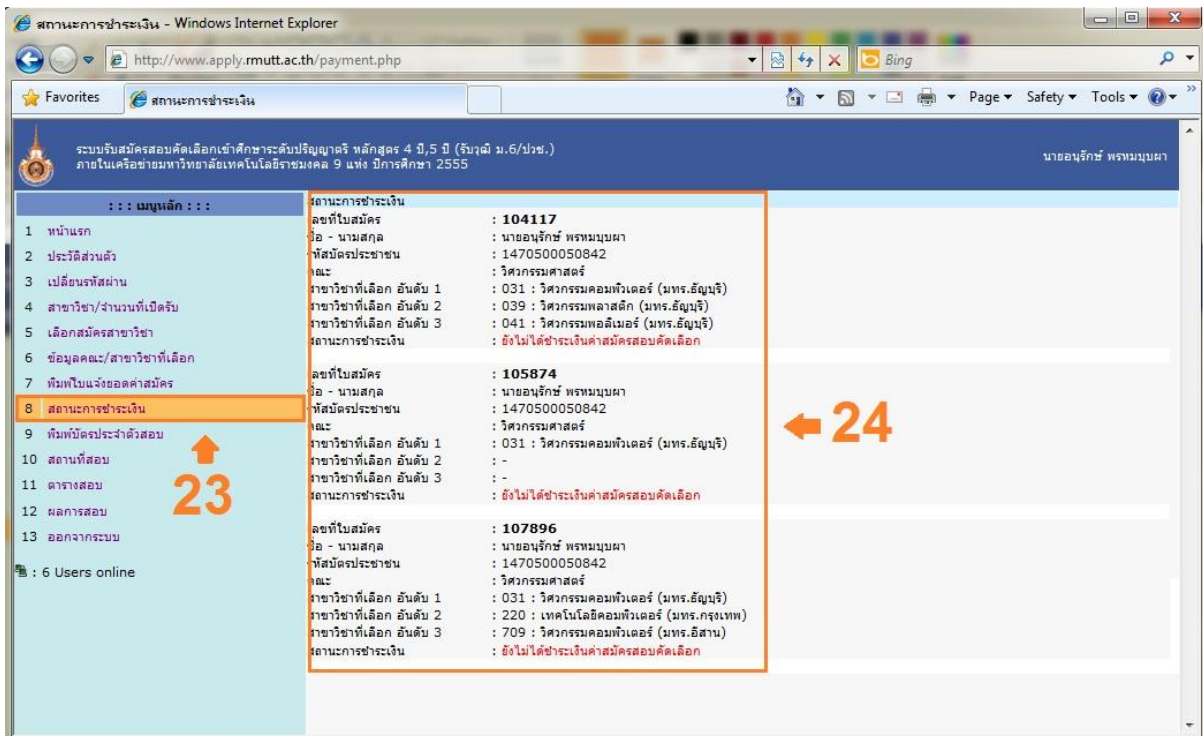 สถานะการชำระเงิน - Windows Internet Explorer
http://www.apply.rmutt.ac.th/payment.php
Bing
Favorites
สถานะการชำระเงิน
Page
Safety
Tools
ระบบรับสมัครสอบคัดเลือกเข้าศึกษาระดับปริญญาตรี หลักสูตร 4 ปี,5 ปี (รับวุฒิ ม.6/ปวช.)
ภายในเครือข่ายมหาวิทยาลัยเทคโนโลยีราชมงคล 9 แห่ง ปีการศึกษา 2555
นายอนุรักษ์ พรหมบุบผา
: : : เมนูหลัก : : :
1 หน้าแรก
2 ประวัติส่วนตัว
3 เปลี่ยนรหัสผ่าน
4 สาขาวิชา/จำนวนที่เปิดรับ
5 เลือกสมัครสาขาวิชา
6 ข้อมูลคณะ/สาขาวิชาที่เลือก
7 พิมพ์ใบแจ้งยอดค่าสมัคร
8 สถานะการชำระเงิน
9 พิมพ์บัตรประจำตัวสอบ
10 สถานที่สอบ
11 ตารางสอบ
12 ผลการสอบ
13 ออกจากระบบ
: 6 Users online
23
สถานะการชำระเงิน
เลขที่ใบสมัคร : 104117
ชื่อ - นามสกุล : นายอนุรักษ์ พรหมบุบผา
รหัสบัตรประชาชน : 1470500050842
คณะ : วิศวกรรมศาสตร์
สาขาวิชาที่เลือก อันดับ 1 : 031 : วิศวกรรมคอมพิวเตอร์ (มทร.ธัญบุรี)
สาขาวิชาที่เลือก อันดับ 2 : 039 : วิศวกรรมพลาสติก (มทร.ธัญบุรี)
สาขาวิชาที่เลือก อันดับ 3 : 041 : วิศวกรรมพอลิเมอร์ (มทร.ธัญบุรี)
สถานะการชำระเงิน : ยังไม่ได้ชำระเงินค่าสมัครสอบคัดเลือก
เลขที่ใบสมัคร : 105874
ชื่อ - นามสกุล : นายอนุรักษ์ พรหมบุบผา
รหัสบัตรประชาชน : 1470500050842
คณะ : วิศวกรรมศาสตร์
สาขาวิชาที่เลือก อันดับ 1 : 031 : วิศวกรรมคอมพิวเตอร์ (มทร.ธัญบุรี)
สาขาวิชาที่เลือก อันดับ 2 : -
สาขาวิชาที่เลือก อันดับ 3 : -
สถานะการชำระเงิน : ยังไม่ได้ชำระเงินค่าสมัครสอบคัดเลือก
เลขที่ใบสมัคร : 107896
ชื่อ - นามสกุล : นายอนุรักษ์ พรหมบุบผา
รหัสบัตรประชาชน : 1470500050842
คณะ : วิศวกรรมศาสตร์
สาขาวิชาที่เลือก อันดับ 1 : 031 : วิศวกรรมคอมพิวเตอร์ (มทร.ธัญบุรี)
สาขาวิชาที่เลือก อันดับ 2 : 220 : เทคโนโลยีคอมพิวเตอร์ (มทร.กรุงเทพ)
สาขาวิชาที่เลือก อันดับ 3 : 709 : วิศวกรรมคอมพิวเตอร์ (มทร.อีสาน)
สถานะการชำระเงิน : ยังไม่ได้ชำระเงินค่าสมัครสอบคัดเลือก
24